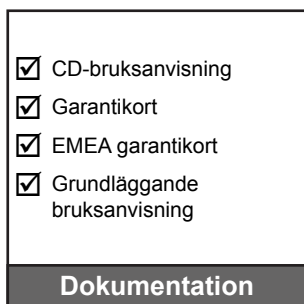 CD-bruksanvisning
Garantikort
EMEA garantikort
Grundläggande
bruksanvisning
Dokumentation